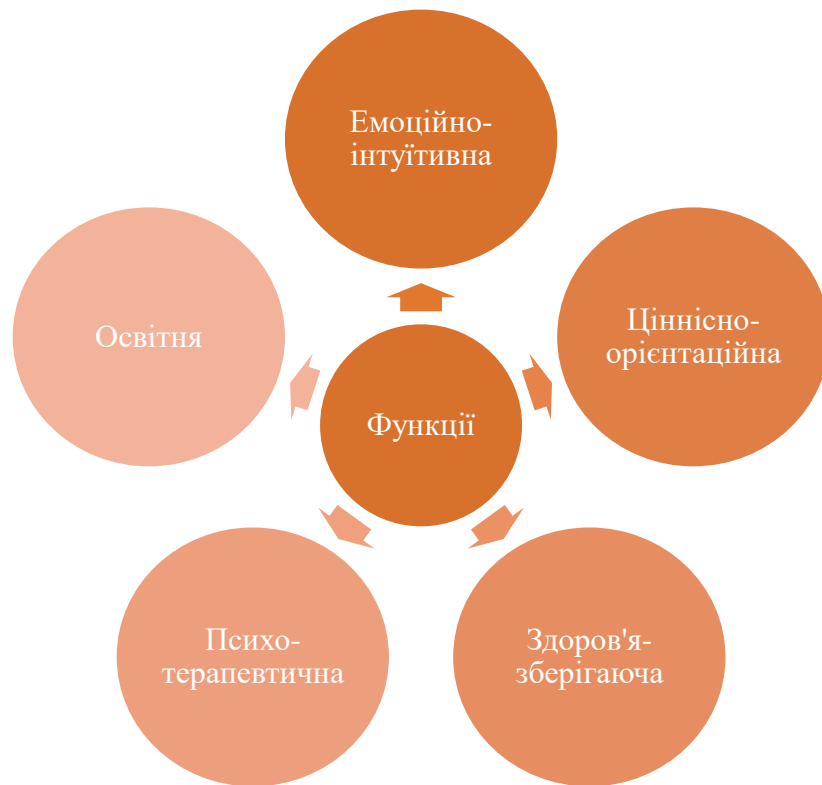 Емоційно-
інтуїтивна
Ціннісно-
орієнтаційна
Освітня
Функції
Психо-
терапевтична
Здоров'я-
зберігаюча